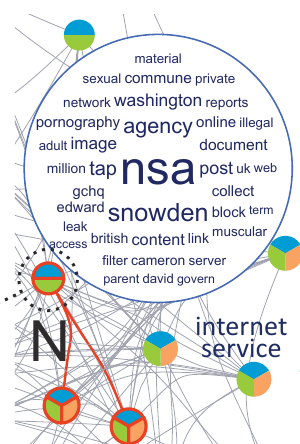 material
sexual commune private
network washington reports
pornography agency online illegal
adult image document
million tap nsa post uk web
gchq collect
edward snowden block term
leak muscular
access british content link
filter cameron server
parent david govern
N
internet
service